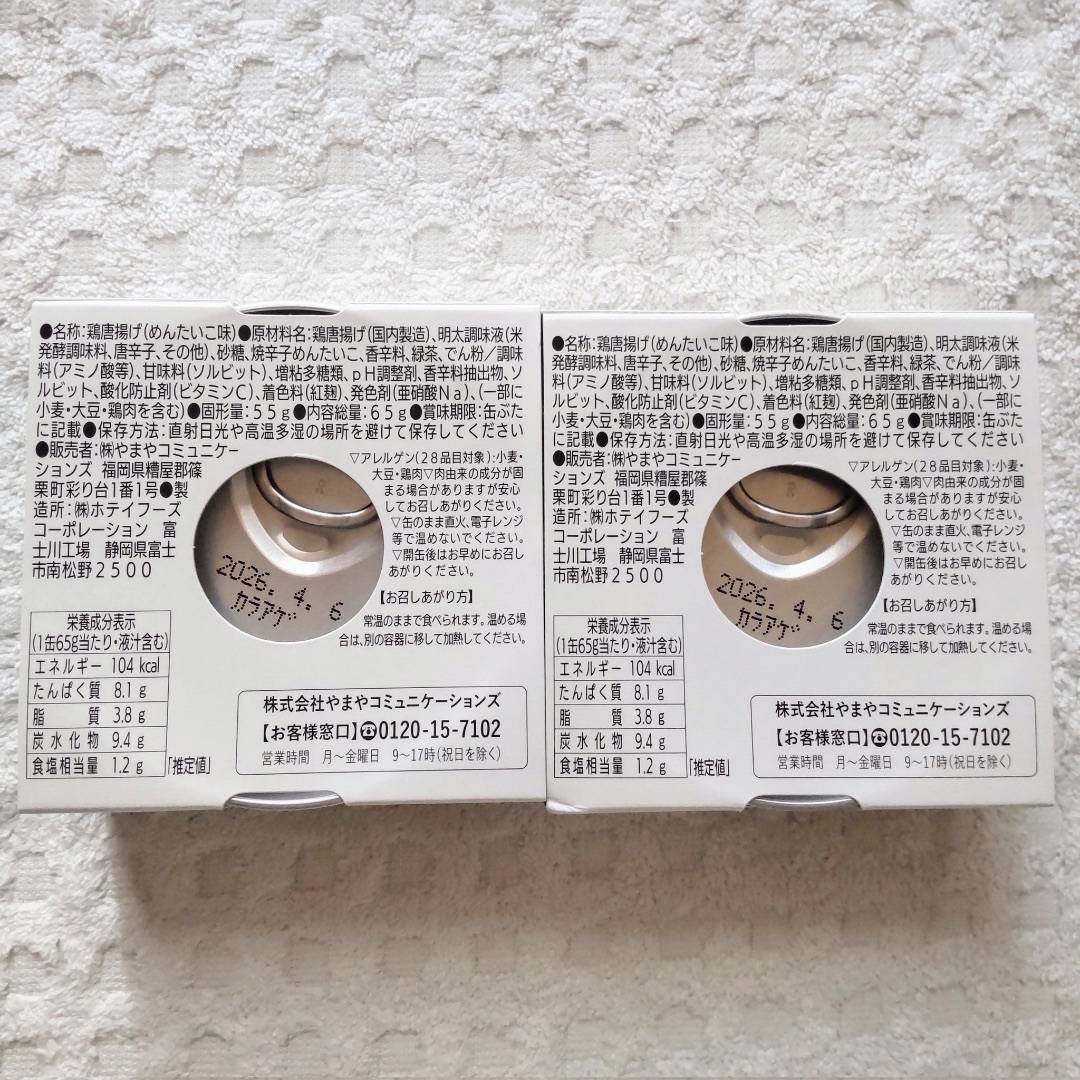 ●名称:鶏唐揚げ(めんたいこ味)●原材料名:鶏唐揚げ(国内製造)、明太調味液(米
発酵調味料、唐辛子、その他)、砂糖、焼辛子めんたいこ、香辛料、緑茶、でん粉/調味
料(アミノ酸等)、甘味料(ソルビット)、増粘多糖類、pH調整剤、香辛料抽出物、ソ
ルビット、酸化防止剤(ビタミンC)、着色料(紅麹)、発色剤(亜硝酸Na)、(一部に
小麦・大豆・鶏肉を含む)●固形量:55g●内容総量:65g●賞味期限:缶ぶた
に記載●保存方法:直射日光や高温多湿の場所を避けて保存してください
●販売者:㈱やまやコミュニケー
ションズ 福岡県糟屋郡篠
栗町彩り台1番1号●製
造所:㈱ホテイフーズ
コーポレーション 富
士川工場 静岡県富士
市南松野2500
▽アレルゲン(28品目対象):小麦・
大豆・鶏肉▽肉由来の成分が固
まる場合がありますが安心
してお召しあがりください。
▽缶のまま直火、電子レンジ
等で温めないでください。
▽開缶後はお早めにお召し
あがりください。
【お召しあがり方】
常温のままで食べられます。温める場
合は、別の容器に移して加熱してください。
2026. 4. 6
カラアゲ
栄養成分表示
(1缶65g当たり・液汁含む)
エネルギー 104 kcal
たんぱく質 8.1 g
脂質 3.8 g
炭水化物 9.4 g
食塩相当量 1.2 g
「推定値」
株式会社やまやコミュニケーションズ
【お客様窓口】☎0120-15-7102
営業時間 月~金曜日 9~17時(祝日を除く)
●名称:鶏唐揚げ(めんたいこ味)●原材料名:鶏唐揚げ(国内製造)、明太調味液(米
発酵調味料、唐辛子、その他)、砂糖、焼辛子めんたいこ、香辛料、緑茶、でん粉/調味
料(アミノ酸等)、甘味料(ソルビット)、増粘多糖類、pH調整剤、香辛料抽出物、ソ
ルビット、酸化防止剤(ビタミンC)、着色料(紅麹)、発色剤(亜硝酸Na)、(一部に
小麦・大豆・鶏肉を含む)●固形量:55g●内容総量:65g●賞味期限:缶ぶた
に記載●保存方法:直射日光や高温多湿の場所を避けて保存してください
●販売者:㈱やまやコミュニケー
ションズ 福岡県糟屋郡篠
栗町彩り台1番1号●製
造所:㈱ホテイフーズ
コーポレーション 富
士川工場 静岡県富士
市南松野2500
▽アレルゲン(28品目対象):小麦・
大豆・鶏肉▽肉由来の成分が固
まる場合がありますが安心
してお召しあがりください。
▽缶のまま直火、電子レンジ
等で温めないでください。
▽開缶後はお早めにお召し
あがりください。
【お召しあがり方】
常温のままで食べられます。温める場
合は、別の容器に移して加熱してください。
2026. 4. 6
カラアゲ
栄養成分表示
(1缶65g当たり・液汁含む)
エネルギー 104 kcal
たんぱく質 8.1 g
脂質 3.8 g
炭水化物 9.4 g
食塩相当量 1.2 g
「推定値」
株式会社やまやコミュニケーションズ
【お客様窓口】☎0120-15-7102
営業時間 月~金曜日 9~17時(祝日を除く)